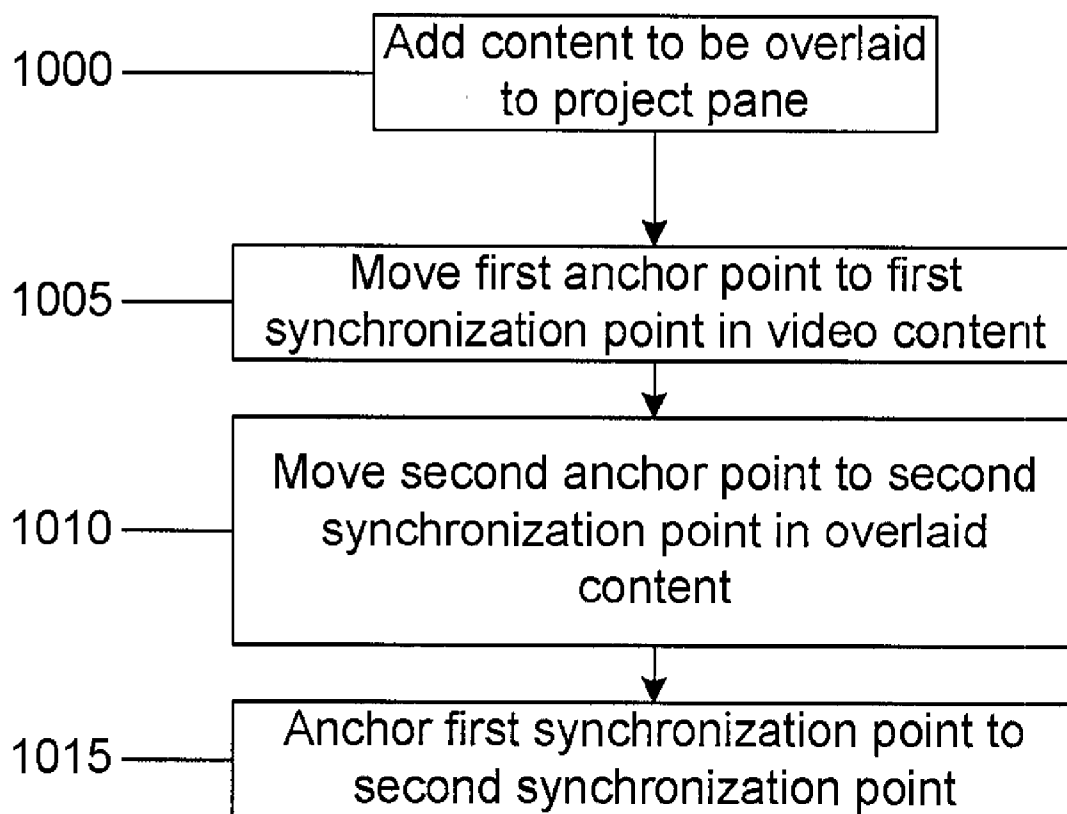 1000
Add content to be overlaid
to project pane
1005
Move first anchor point to first
synchronization point in video content
1010
Move second anchor point to second
synchronization point in overlaid
content
1015
Anchor first synchronization point to
second synchronization point